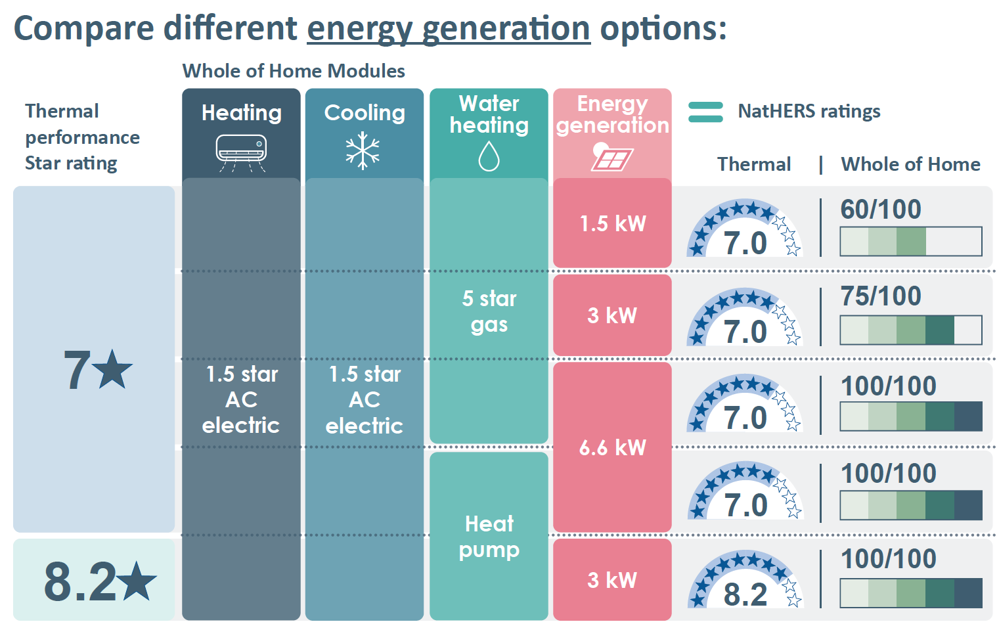 Compare different energy generation options:
Whole of Home Modules
Thermal
performance
Star rating
Heating
Cooling
Water
heating
Energy
generation
NatHERS ratings
Thermal | Whole of Home
7
8.2
1.5 star
AC
electric
1.5 star
AC
electric
5 star
gas
Heat
pump
1.5 kW
3 kW
6.6 kW
3 kW
7.0
60/100
7.0
75/100
7.0
100/100
7.0
100/100
8.2
100/100